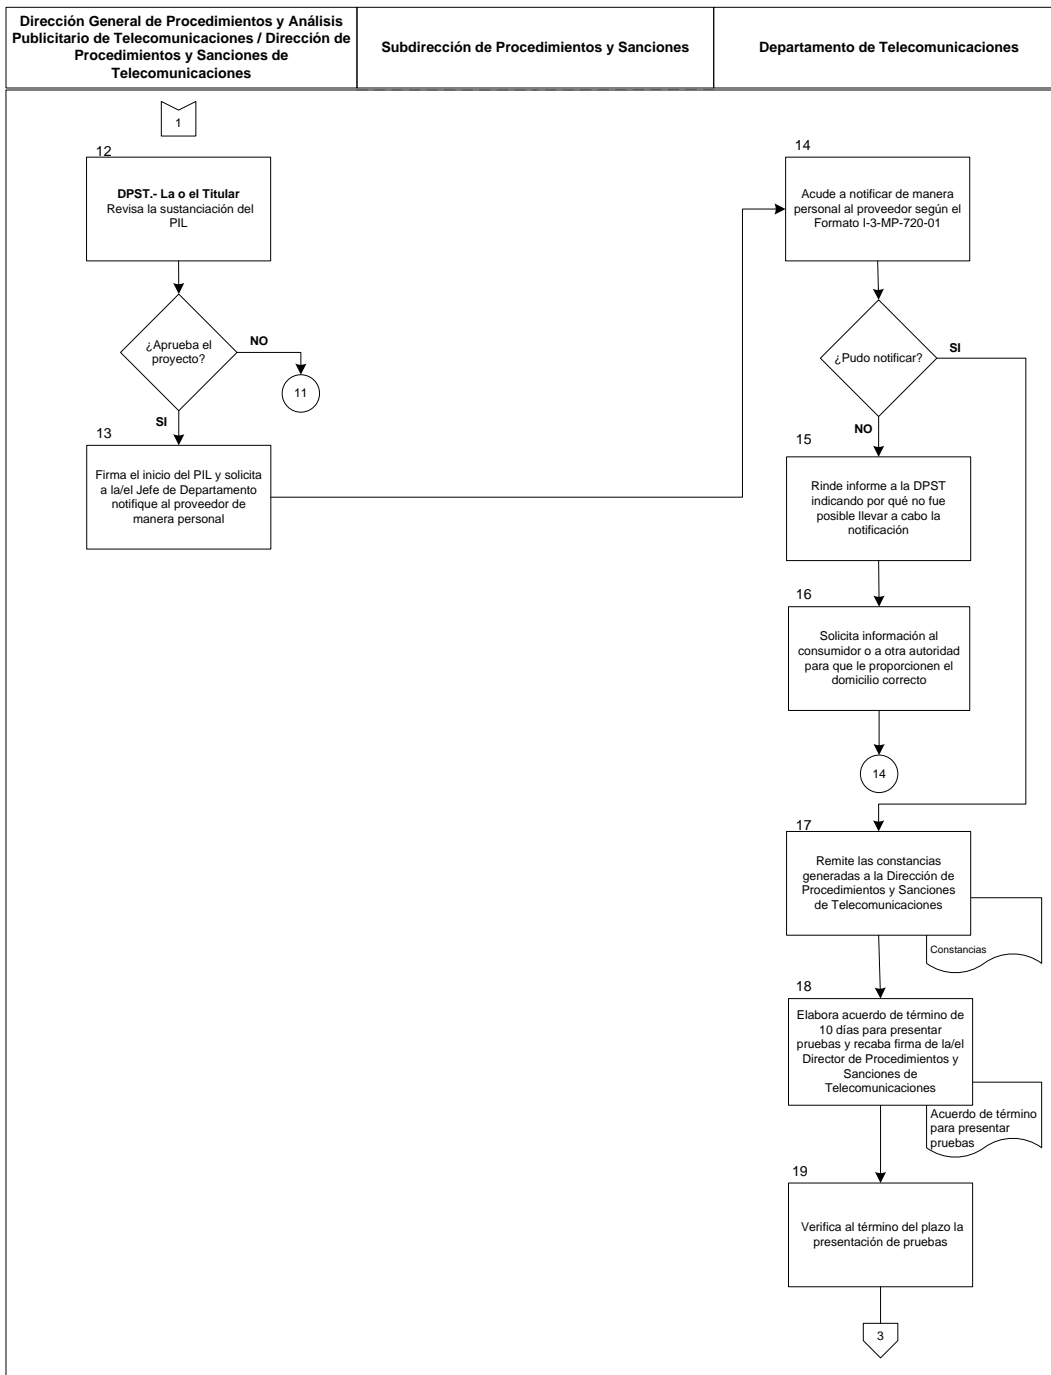 Dirección General de Procedimientos y Análisis
Publicitario de Telecomunicaciones / Dirección de
Procedimientos y Sanciones de
Telecomunicaciones
Subdirección de Procedimientos y Sanciones
Departamento de Telecomunicaciones
1
12
DPST.- La o el Titular
Revisa la sustanciación del
PIL
¿Aprueba el
proyecto?
NO
11
SI
13
Firma el inicio del PIL y solicita
a la/el Jefe de Departamento
notifique al proveedor de
manera personal
14
Acude a notificar de manera
personal al proveedor según el
Formato I-3-MP-720-01
¿Pudo notificar?
SI
NO
15
Rinde informe a la DPST
indicando por qué no fue
posible llevar a cabo la
notificación
16
Solicita información al
consumidor o a otra autoridad
para que le proporcionen el
domicilio correcto
14
17
Remite las constancias
generadas a la Dirección de
Procedimientos y Sanciones
de Telecomunicaciones
Constancias
18
Elabora acuerdo de término de
10 días para presentar
pruebas y recaba firma de la/el
Director de Procedimientos y
Sanciones de
Telecomunicaciones
Acuerdo de término
para presentar
pruebas
19
Verifica al término del plazo la
presentación de pruebas
3